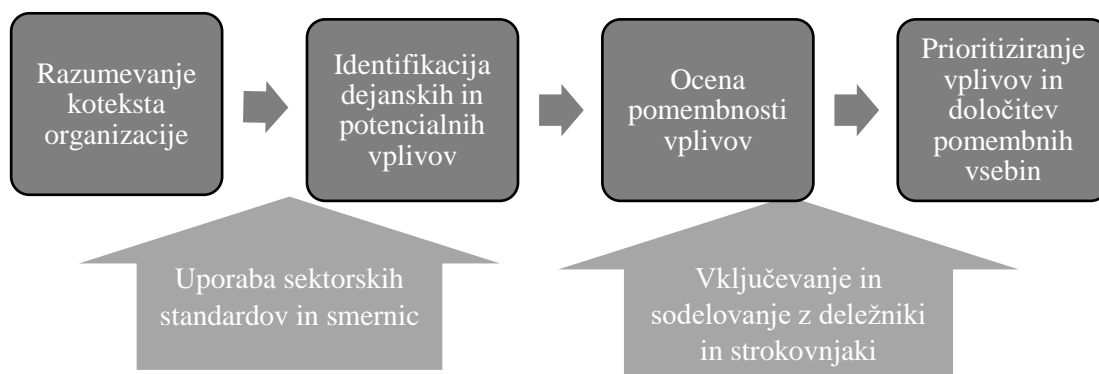 Razumevanje
koteksta
organizacije
Identifikacija
dejanskih in
potencialnih
vplivov
Ocena
pomembnosti
vplivov
Prioritiziranje
vplivov in
določitev
pomembnih
vsebin
Uporaba sektorskih
standardov in smernic
Vključevanje in
sodelovanje z deležniki
in strokovnjaki